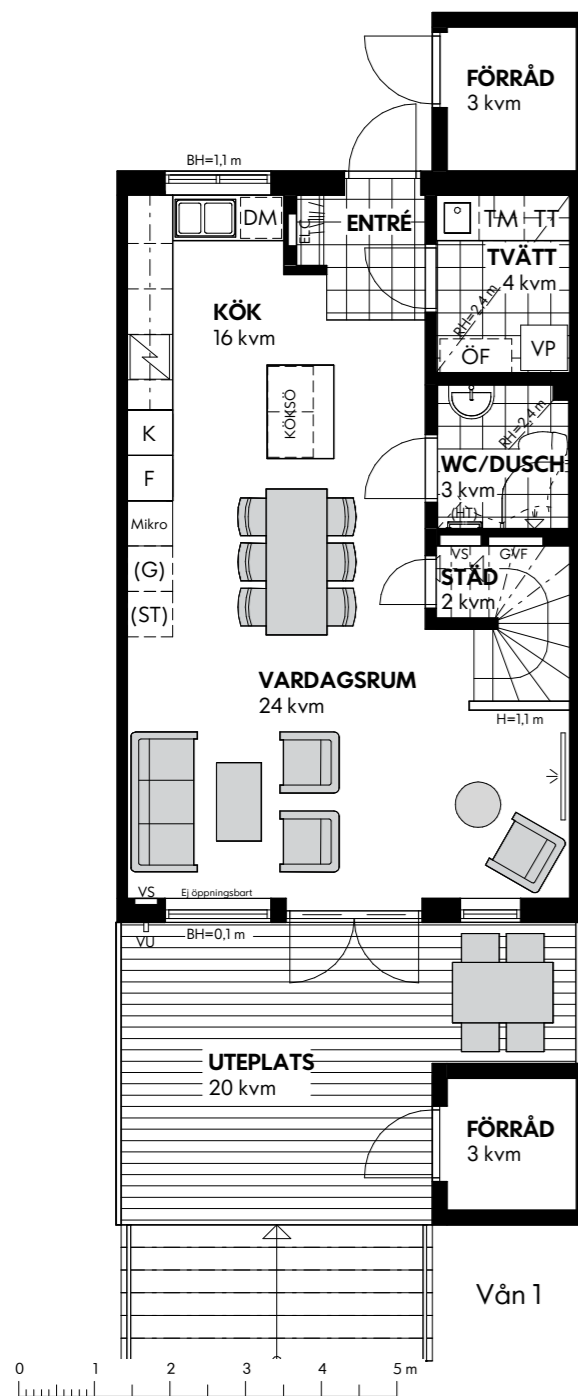 FÖRRÅD
3 kvm
BH=1,1 m
DM
ELC
ENTRÉ
TM TT
TVÄTT
4 kvm
RH=2,4 m
ÖF
VP
KÖK
16 kvm
KÖKSÖ
K
F
Mikro
(G)
(ST)
RH=2,4 m
WC/DUSCH
3 kvm
(HT)
VS
GVF
STÄD
2 kvm
VARDAGSRUM
24 kvm
H=1,1 m
VS
Ej öppningsbart
VU
BH=0,1 m
UTEPLATS
20 kvm
FÖRRÅD
3 kvm
Vån 1
0 1 2 3 4 5 m